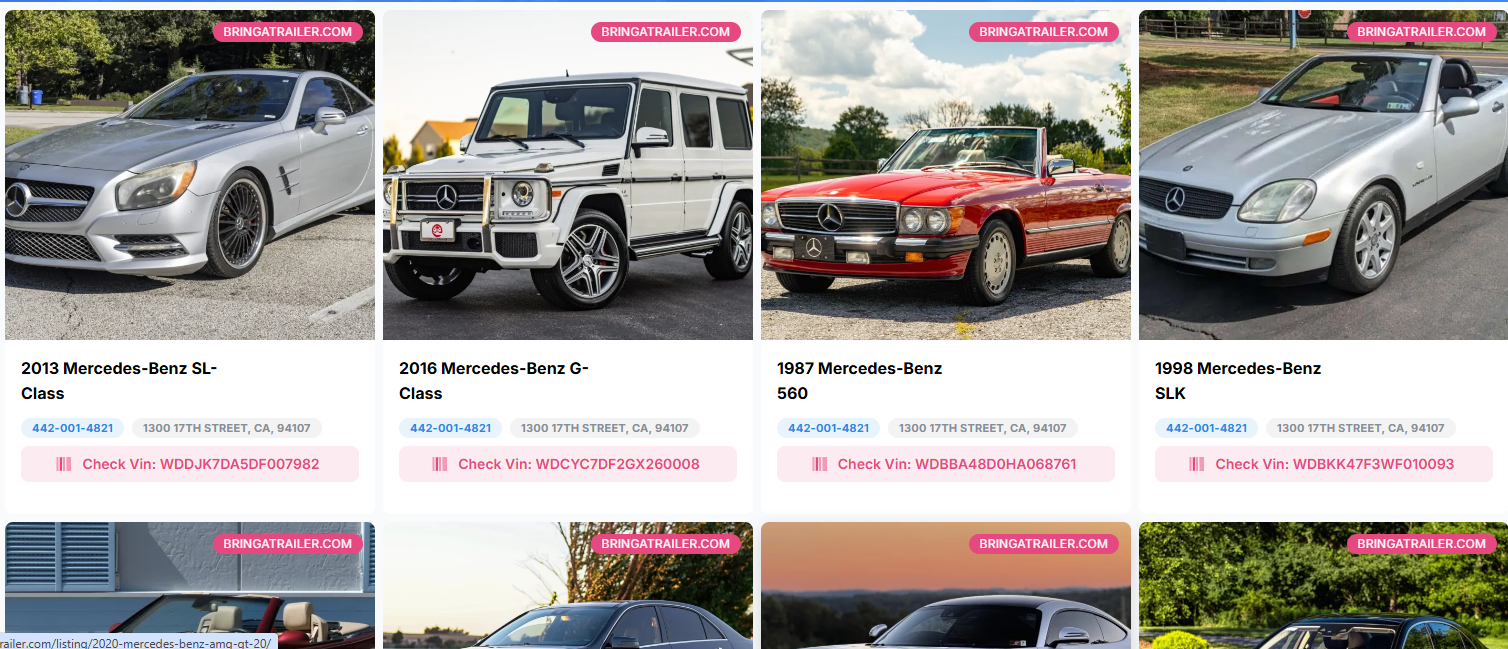 BRINGATRAILER.COM
BRINGATRAILER.COM
BRINGATRAILER.COM
BRINGATRAILER.COM
2013 Mercedes-Benz SL-
Class
442-001-4821
1300 17TH STREET, CA, 94107
Check Vin: WDDJK7DA5DF007982
2016 Mercedes-Benz G-
Class
442-001-4821
1300 17TH STREET, CA, 94107
Check Vin: WDCYC7DF2GX260008
1987 Mercedes-Benz
560
442-001-4821
1300 17TH STREET, CA, 94107
Check Vin: WDBBA48D0HA068761
1998 Mercedes-Benz
SLK
442-001-4821
1300 17TH STREET, CA, 94107
Check Vin: WDBKK47F3WF010093
BRINGATRAILER.COM
BRINGATRAILER.COM
BRINGATRAILER.COM
BRINGATRAILER.COM
railer.com/listing/2020-mercedes-benz-amg-gt-20/